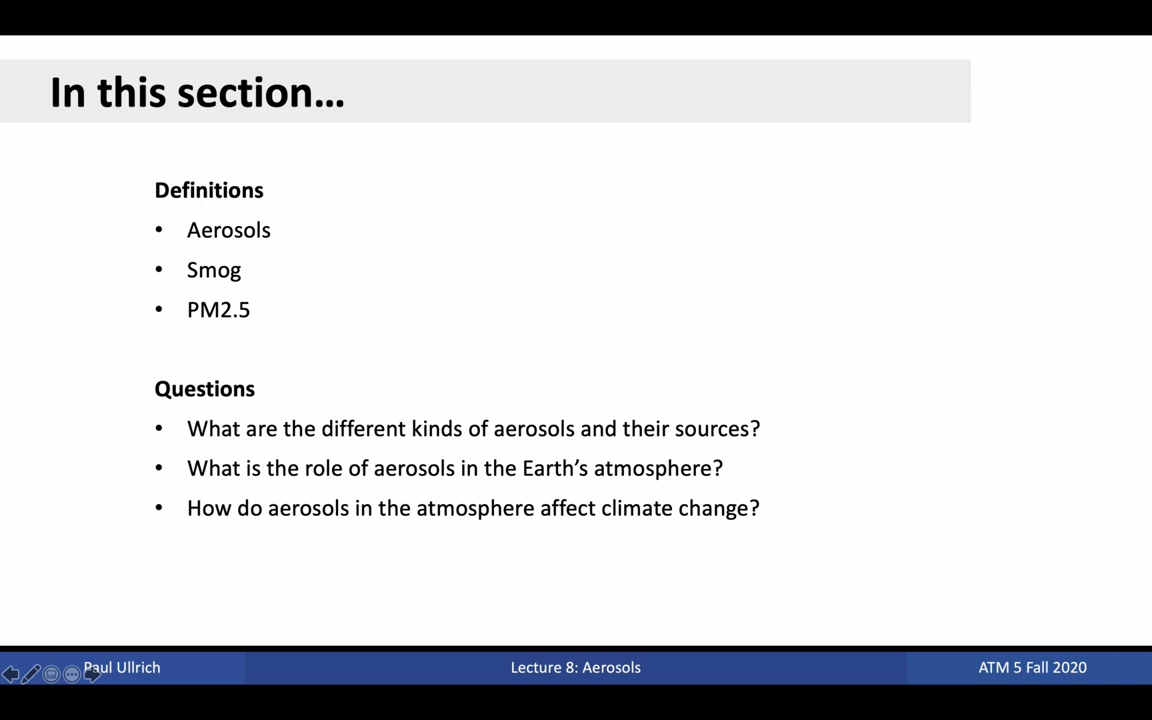 In this section...
Definitions
• Aerosols
• Smog
• PM2.5
Questions
• What are the different kinds of aerosols and their sources?
• What is the role of aerosols in the Earth’s atmosphere?
• How do aerosols in the atmosphere affect climate change?
Paul Ullrich
Lecture 8: Aerosols
ATM 5 Fall 2020